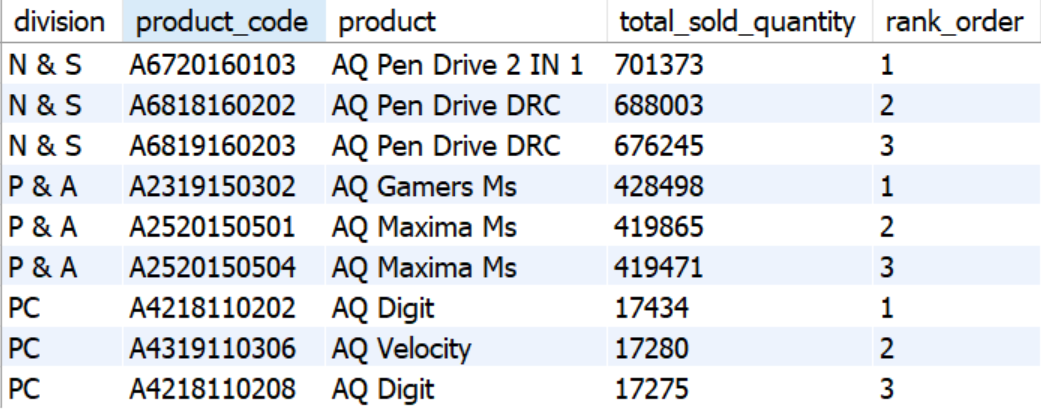 division product_code product total_sold_quantity rank_order
N & S A6720160103 AQ Pen Drive 2 IN 1 701373 1
N & S A6818160202 AQ Pen Drive DRC 688003 2
N & S A6819160203 AQ Pen Drive DRC 676245 3
P & A A2319150302 AQ Gamers Ms 428498 1
P & A A2520150501 AQ Maxima Ms 419865 2
P & A A2520150504 AQ Maxima Ms 419471 3
PC A4218110202 AQ Digit 17434 1
PC A4319110306 AQ Velocity 17280 2
PC A4218110208 AQ Digit 17275 3